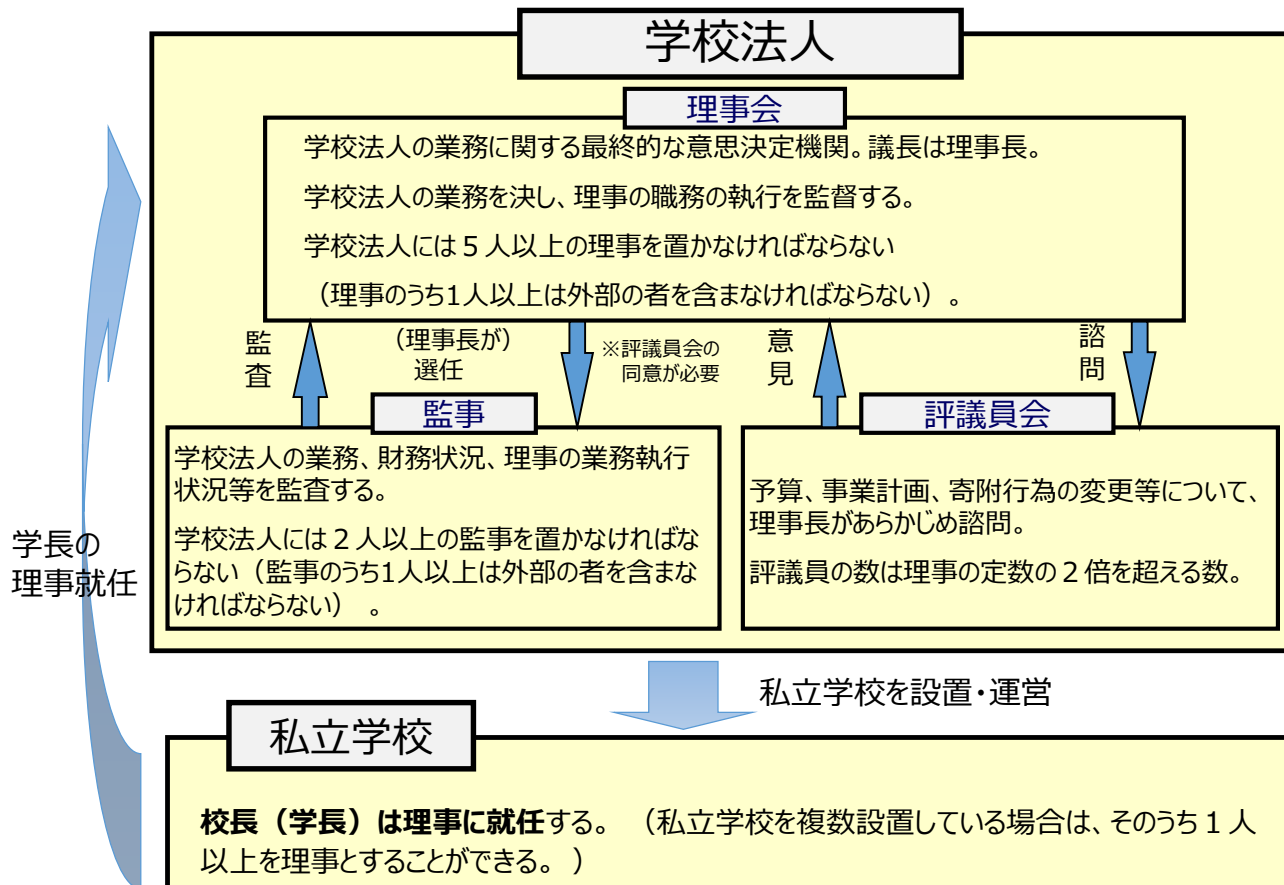 学校法人
理事会
学校法人の業務に関する最終的な意思決定機関。議長は理事長。
学校法人の業務を決し、理事の職務の執行を監督する。
学校法人には５人以上の理事を置かなければならない
（理事のうち1人以上は外部の者を含まなければならない）。
監査
（理事長が）
選任
※評議員会の
同意が必要
意見
諮問
監事
学校法人の業務、財務状況、理事の業務執行
状況等を監査する。
学校法人には２人以上の監事を置かなければな
らない（監事のうち1人以上は外部の者を含まな
ければならない） 。
評議員会
予算、事業計画、寄附行為の変更等について、
理事長があらかじめ諮問。
評議員の数は理事の定数の２倍を超える数。
学長の
理事就任
私立学校を設置・運営
私立学校
校長（学長）は理事に就任する。 （私立学校を複数設置している場合は、そのうち１人
以上を理事とすることができる。）